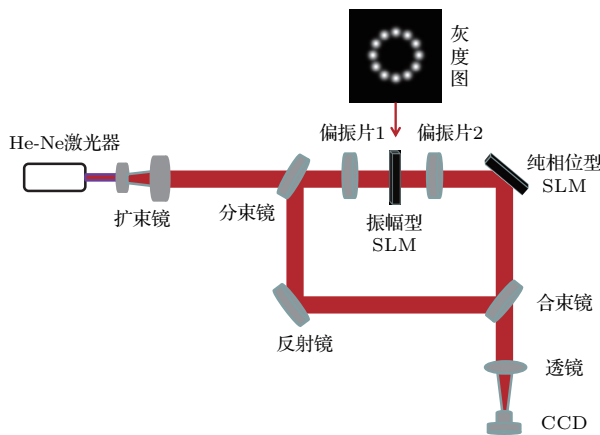 灰
度
图
He-Ne激光器
偏振片1
偏振片2
纯相位型
SLM
扩束镜
分束镜
振幅型
SLM
反射镜
合束镜
透镜
CCD